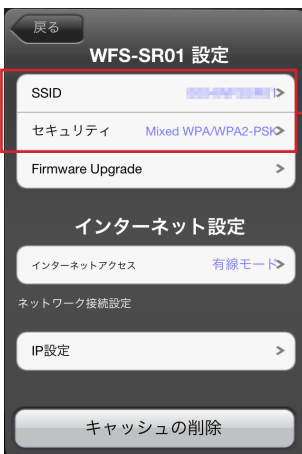 戻る
WFS-SR01 設定
SSID >
セキュリティ Mixed WPA/WPA2-PSK>
Firmware Upgrade >
インターネット設定
インターネットアクセス 有線モード>
ネットワーク接続設定
IP設定 >
キャッシュの削除